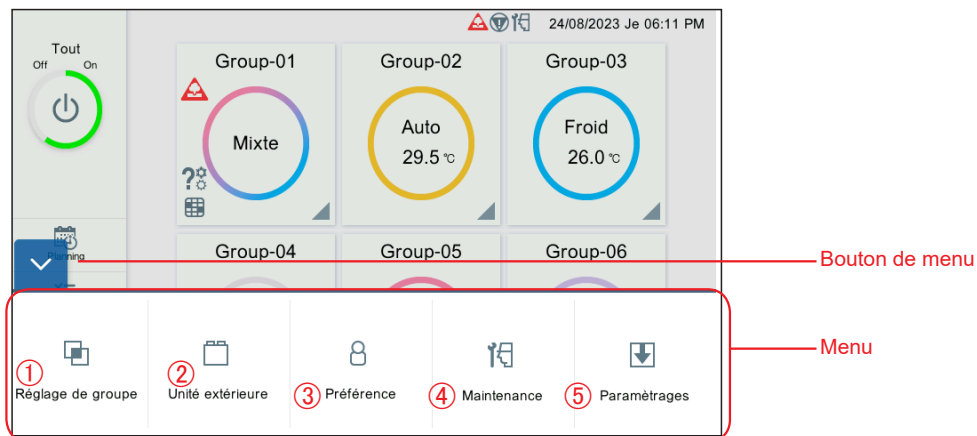 24/08/2023 Je 06:11 PM
Tout
Off On
Group-01
Mixte
Group-02
Auto
29.5 °C
Group-03
Froid
26.0 °C
Planning
Group-04
Group-05
Group-06
Bouton de menu
Menu
① Réglage de groupe
② Unité extérieure
③ Préférence
④ Maintenance
⑤ Paramètrages